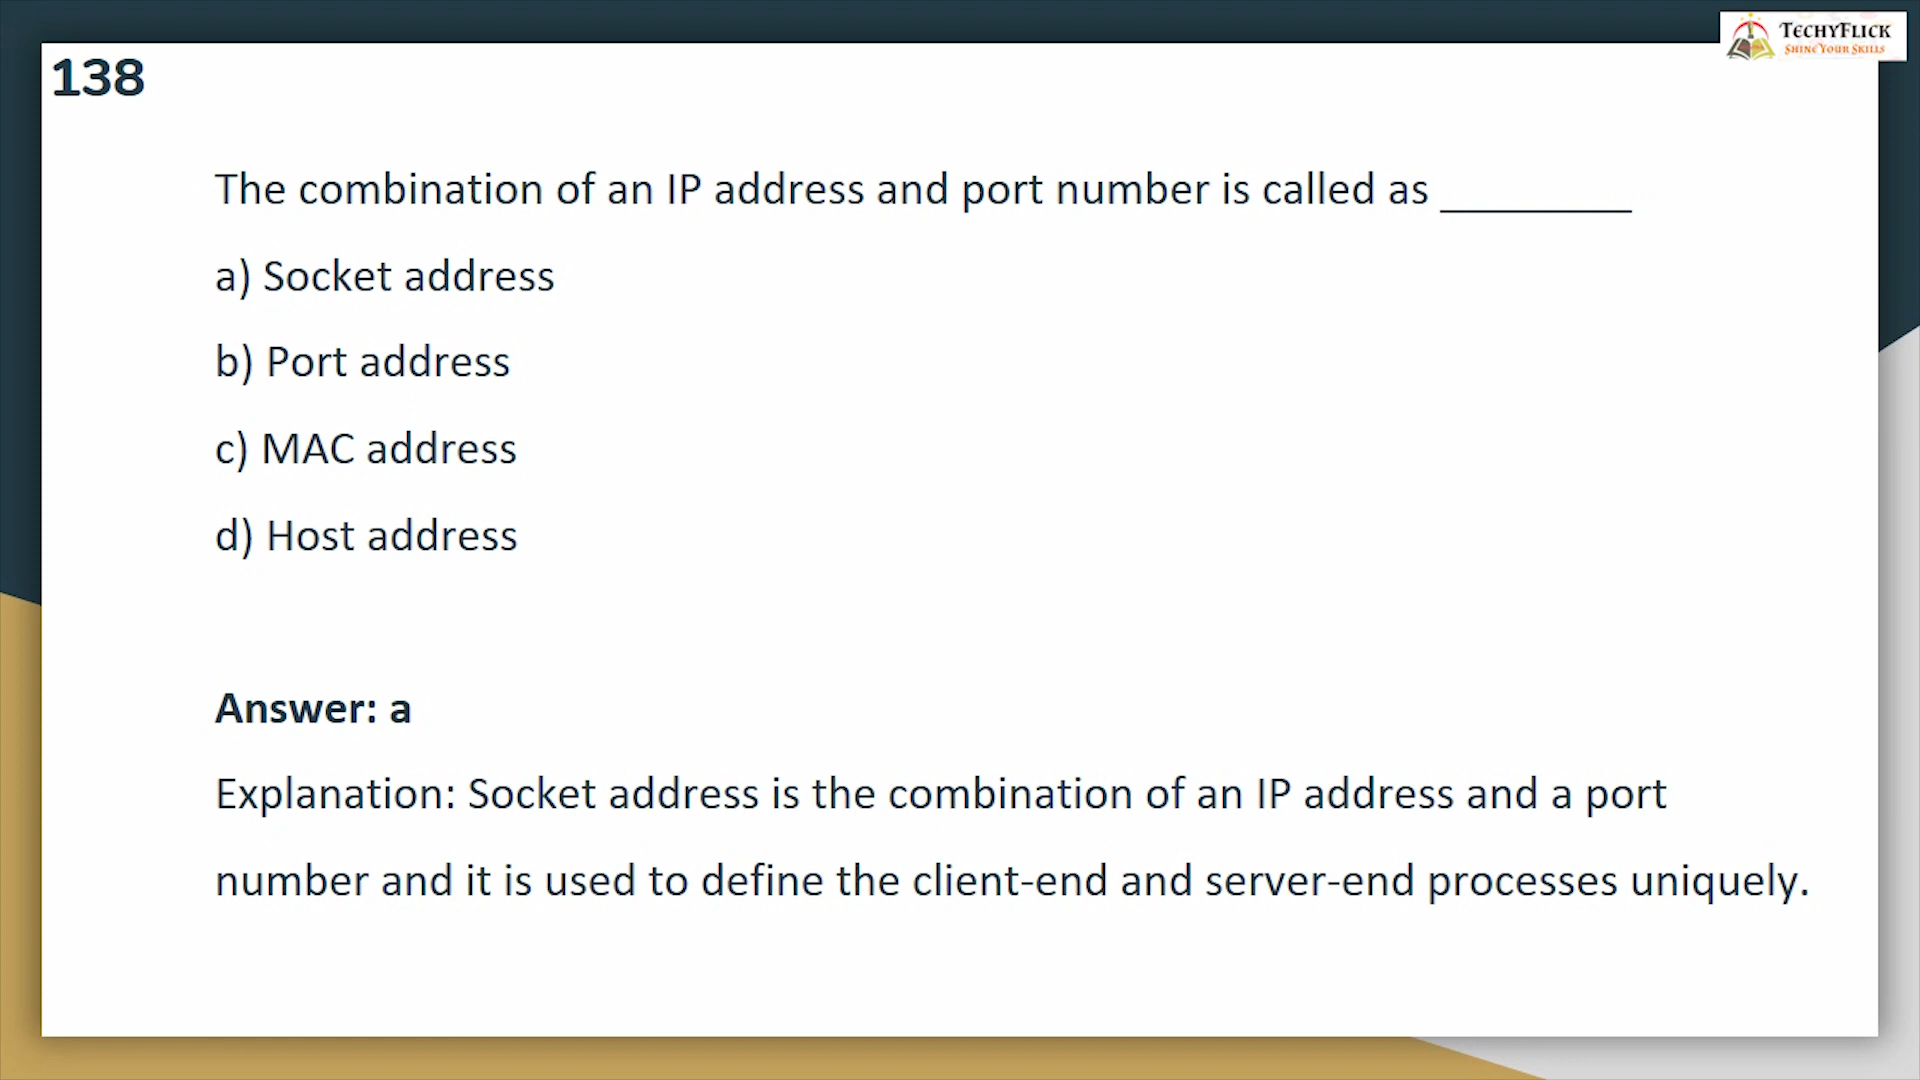 TECHYFLICK
SHINE YOUR SKILLS
138
The combination of an IP address and port number is called as ________
a) Socket address
b) Port address
c) MAC address
d) Host address
Answer: a
Explanation: Socket address is the combination of an IP address and a port
number and it is used to define the client-end and server-end processes uniquely.